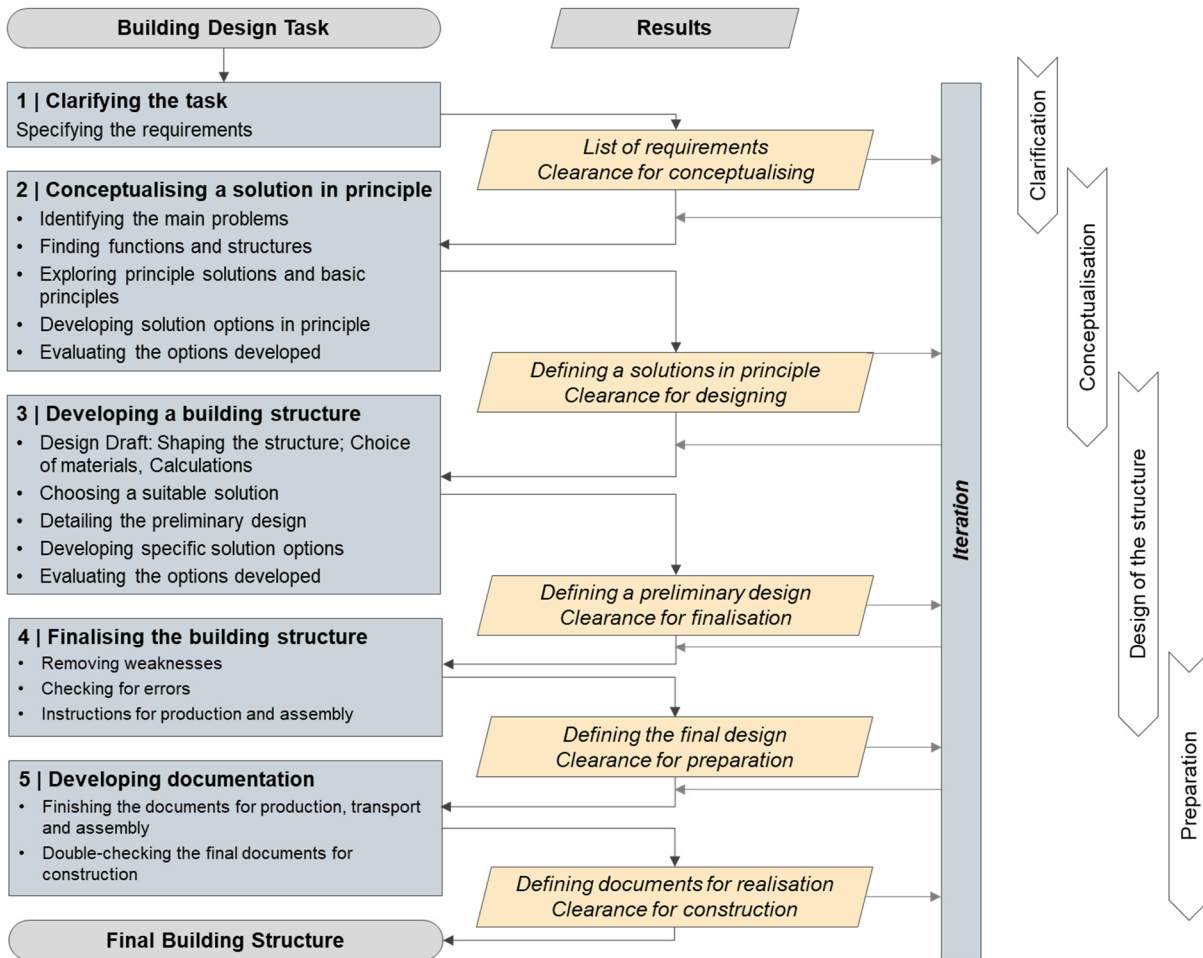 Building Design Task
Results
1 | Clarifying the task
Specifying the requirements
List of requirements
Clearance for conceptualising
2 | Conceptualising a solution in principle
• Identifying the main problems
• Finding functions and structures
• Exploring principle solutions and basic
principles
• Developing solution options in principle
• Evaluating the options developed
Defining a solutions in principle
Clearance for designing
3 | Developing a building structure
• Design Draft: Shaping the structure; Choice
of materials, Calculations
• Choosing a suitable solution
• Detailing the preliminary design
• Developing specific solution options
• Evaluating the options developed
Defining a preliminary design
Clearance for finalisation
4 | Finalising the building structure
• Removing weaknesses
• Checking for errors
• Instructions for production and assembly
Defining the final design
Clearance for preparation
5 | Developing documentation
• Finishing the documents for production, transport
and assembly
• Double-checking the final documents for
construction
Defining documents for realisation
Clearance for construction
Final Building Structure
Iteration
Clarification
Conceptualisation
Design of the structure
Preparation